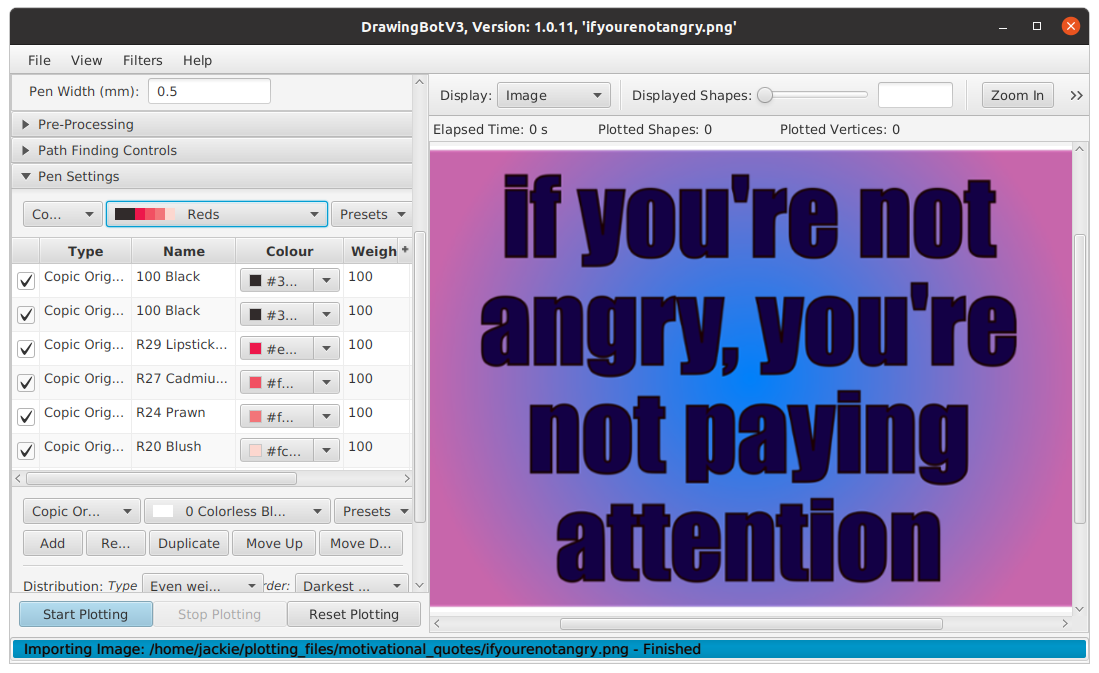 DrawingBotV3, Version: 1.0.11, 'ifyourenotangry.png'
File View Filters Help
Pen Width (mm): 0.5
Pre-Processing
Path Finding Controls
Pen Settings
Co... Reds Presets
Type Name Colour Weigh +
Copic Orig... 100 Black #3... 100
Copic Orig... 100 Black #3... 100
Copic Orig... R29 Lipstick... #e... 100
Copic Orig... R27 Cadmiu... #f... 100
Copic Orig... R24 Prawn #f... 100
Copic Orig... R20 Blush #fc... 100
Copic Or... 0 Colorless Bl... Presets
Add Re... Duplicate Move Up Move D...
Distribution: Type Even wei... rder: Darkest ...
Start Plotting Stop Plotting Reset Plotting
Display: Image Displayed Shapes: Zoom In >>
Elapsed Time: 0 s Plotted Shapes: 0 Plotted Vertices: 0
if you're not
angry, you're
not paying
attention
Importing Image: /home/jackie/plotting_files/motivational_quotes/ifyourenotangry.png - Finished